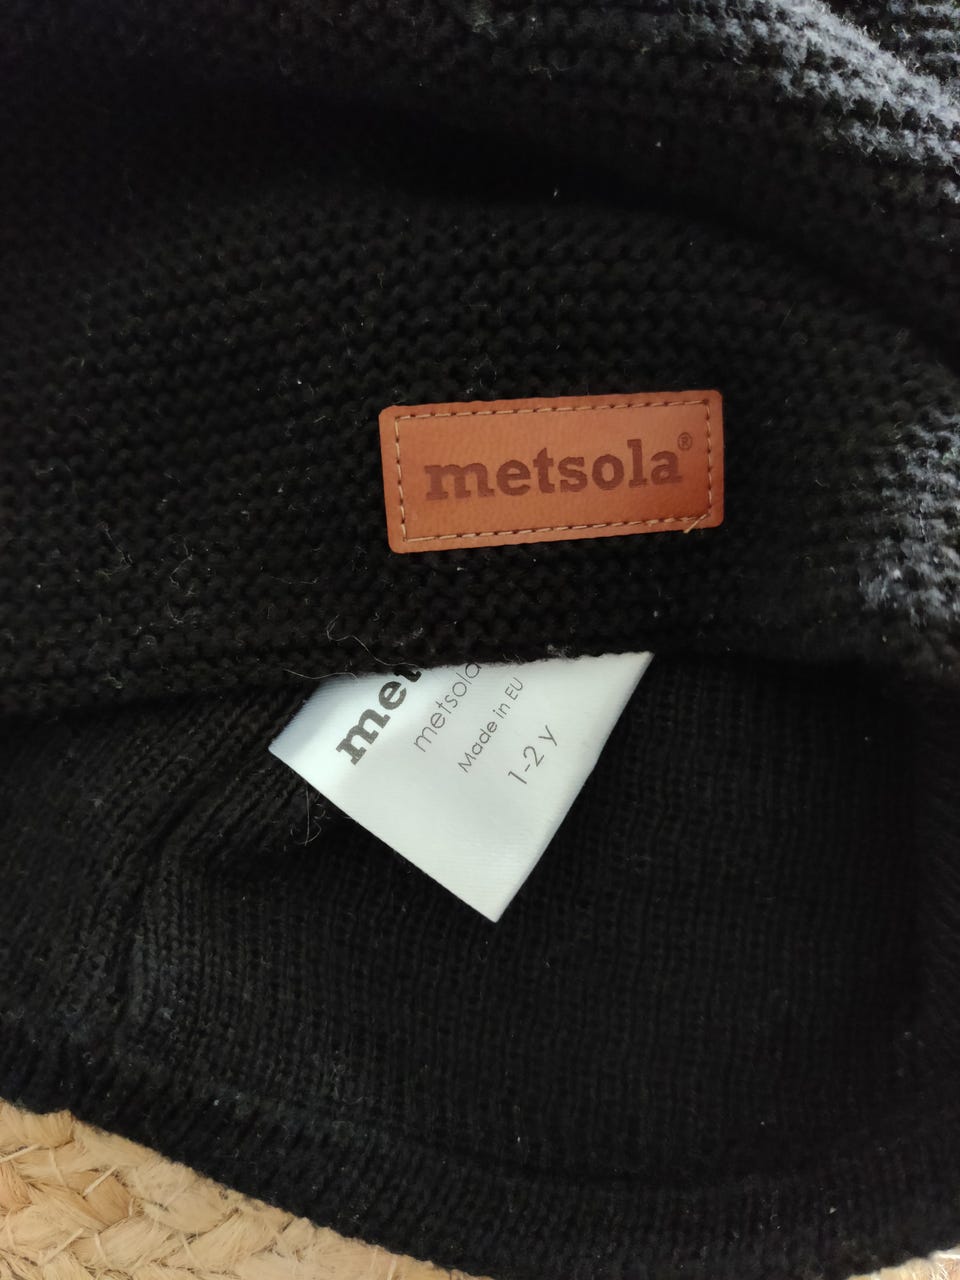 metsola®
metsola
Made in EU
1-2 y